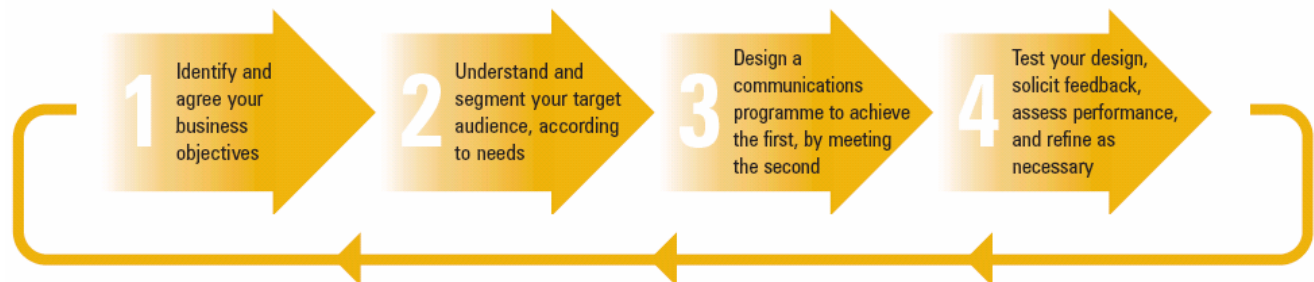 1
Identify and
agree your
business
objectives
2
Understand and
segment your target
audience, according
to needs
3
Design a
communications
programme to achieve
the first, by meeting
the second
4
Test your design,
solicit feedback,
assess performance,
and refine as
necessary